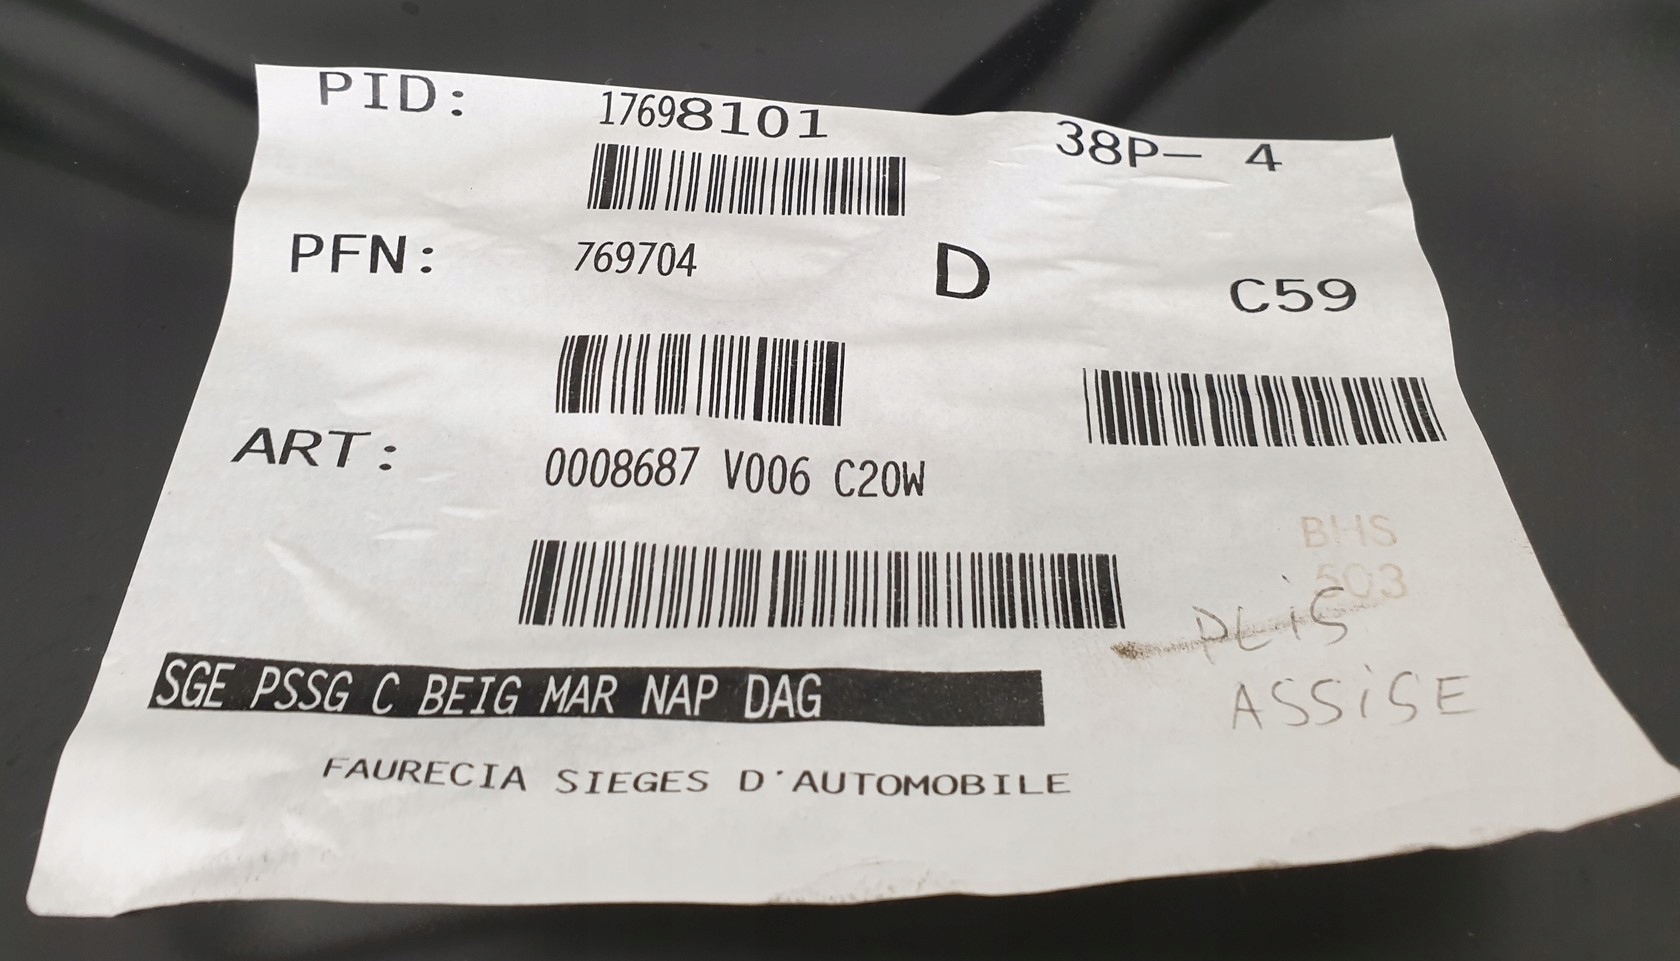 PID: 17698101 38P- 4
PFN: 769704 D C59
ART: 0008687 V006 C20W
BHS
503
PLIS
ASSISE
SGE PSSG C BEIG MAR NAP DAG
FAURECIA SIEGES D'AUTOMOBILE